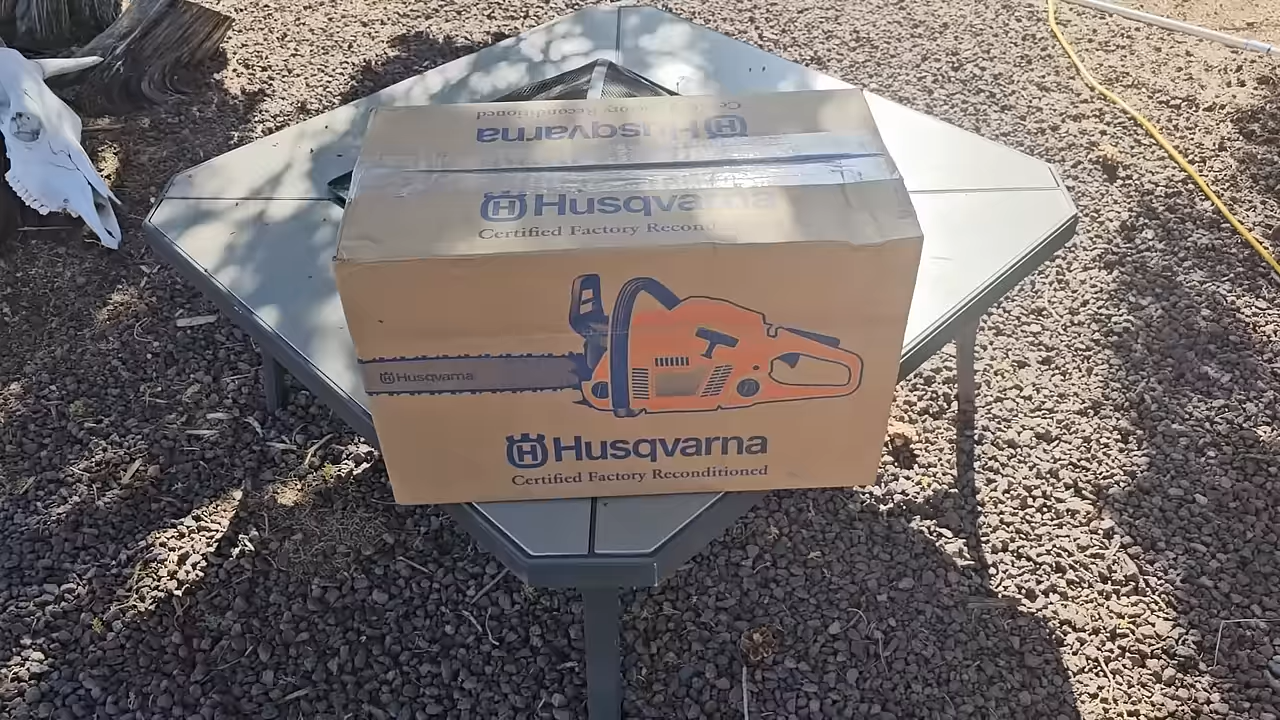 Certified Factory Reconditioned
Husqvarna
Husqvarna
Certified Factory Recond
Husqvarna
Husqvarna
Certified Factory Reconditioned